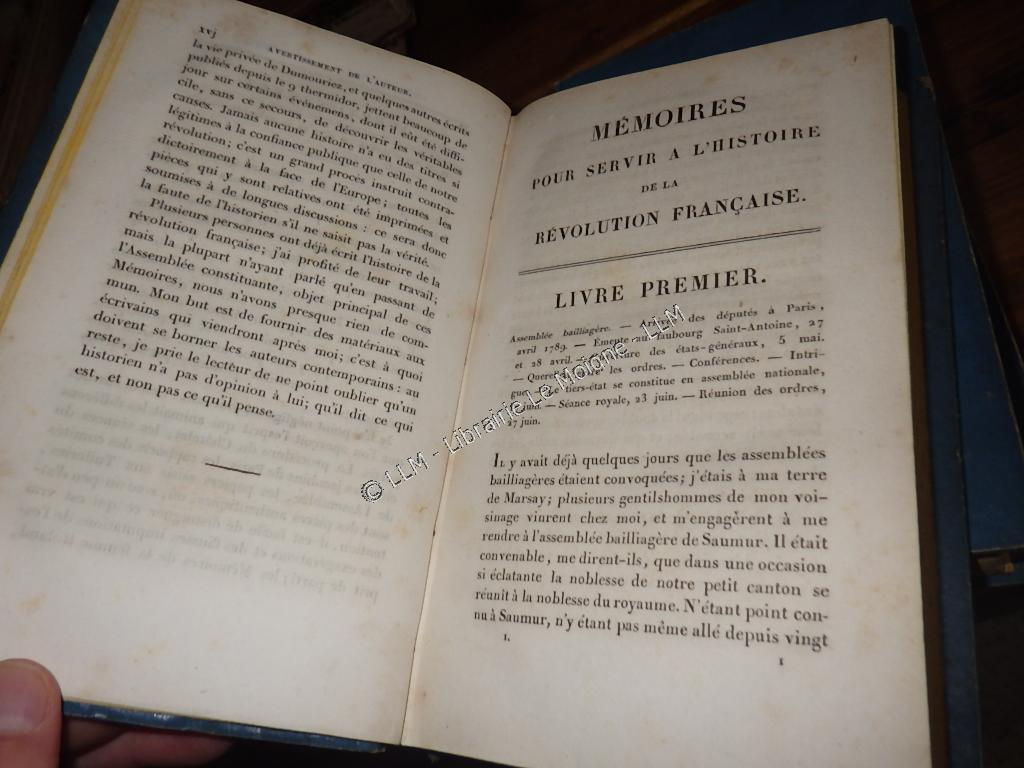 xvj AVERTISSEMENT DE L'AUTEUR.
la vie privée de Dumouriez, et quelques autres écrits
publiés depuis le 9 thermidor, jettent beaucoup de
jour sur certains événemens, dont il eût été diffi-
cile, sans ce secours, de découvrir les véritables
causes. Jamais aucune histoire n'a eu des titres si
légitimes à la confiance publique que celle de notre
révolution; c'est un grand procès instruit contra-
dictoirement à la face de l'Europe; toutes les
pièces qui y sont relatives ont été imprimées et
soumises à de longues discussions : ce sera donc
la faute de l'historien s'il ne saisit pas la vérité.
Plusieurs personnes ont déjà écrit l'histoire de la
révolution française; j'ai profité de leur travail;
mais la plupart n'ayant parlé qu'en passant de
l'Assemblée constituante, objet principal de ces
Mémoires, nous n'avons presque rien de com-
mun. Mon but est de fournir des matériaux aux
écrivains qui viendront après moi; c'est à quoi
doivent se borner les auteurs contemporains : au
reste, je prie le lecteur de ne point oublier qu'un
historien n'a pas d'opinion à lui; qu'il dit ce qui
est, et non pas ce qu'il pense.
MÉMOIRES
POUR SERVIR A L'HISTOIRE
DE LA
RÉVOLUTION FRANÇAISE.
LIVRE PREMIER.
Assemblée bailliagère. — Arrivée des députés à Paris,
avril 1789. — Émeute au faubourg Saint-Antoine, 27
et 28 avril. — Ouverture des états-généraux, 5 mai.
— Querelles entre les ordres. — Conférences. — Intri-
gues. — Le tiers-état se constitue en assemblée nationale,
juin. — Séance royale, 23 juin. — Réunion des ordres,
27 juin.
IL y avait déjà quelques jours que les assemblées
bailliagères étaient convoquées; j'étais à ma terre
de Marsay; plusieurs gentilshommes de mon voi-
sinage vinrent chez moi, et m'engagèrent à me
rendre à l'assemblée bailliagère de Saumur. Il était
convenable, me dirent-ils, que dans une occasion
si éclatante la noblesse de notre petit canton se
réunît à la noblesse du royaume. N'étant point con-
nu à Saumur, n'y étant pas même allé depuis vingt
1. 1
© LLM - Librairie Le Moïone - LLM